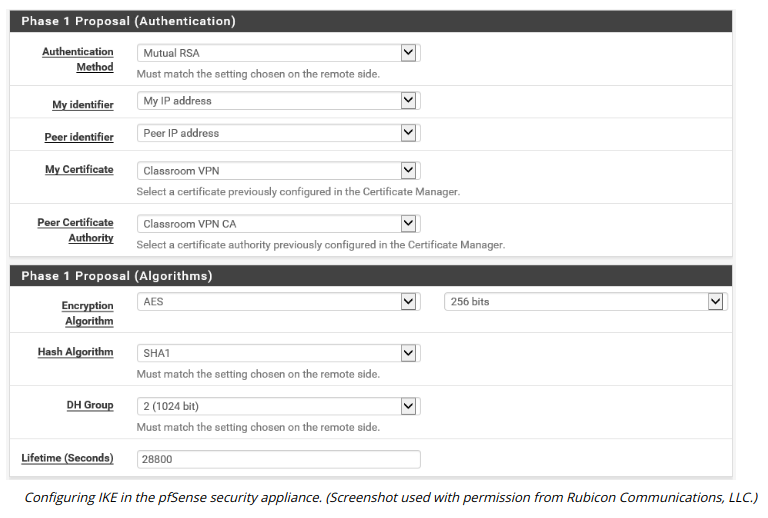 Phase 1 Proposal (Authentication)
Authentication Method
Mutual RSA
Must match the setting chosen on the remote side.
My identifier
My IP address
Peer identifier
Peer IP address
My Certificate
Classroom VPN
Select a certificate previously configured in the Certificate Manager.
Peer Certificate Authority
Classroom VPN CA
Select a certificate authority previously configured in the Certificate Manager.
Phase 1 Proposal (Algorithms)
Encryption Algorithm
AES
256 bits
Hash Algorithm
SHA1
Must match the setting chosen on the remote side.
DH Group
2 (1024 bit)
Must match the setting chosen on the remote side.
Lifetime (Seconds)
28800
Configuring IKE in the pfSense security appliance. (Screenshot used with permission from Rubicon Communications, LLC.)